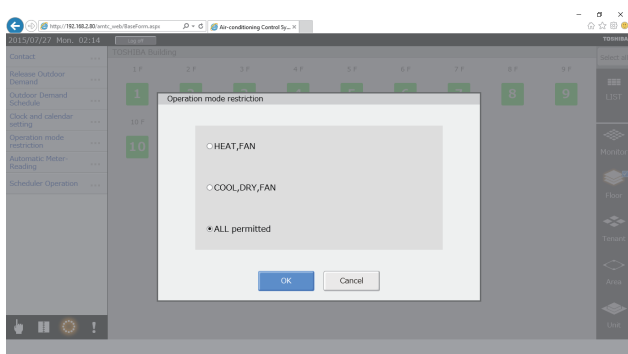 http://192.168.2.80/amtc_web/BaseForm.aspx
Air-conditioning Control Sy...
2015/07/27 Mon. 02:14
Log off
TOSHIBA
Contact
TOSHIBA Building
Select all
Release Outdoor
Demand
1 F
2 F
3 F
4 F
5 F
6 F
7 F
8 F
9 F
Outdoor Demand
Schedule
1
8
9
LIST
Operation mode restriction
Clock and calendar
setting
10 F
Operation mode
restriction
10
HEAT,FAN
Monitor
Automatic Meter-
Reading
Scheduler Operation
COOL,DRY,FAN
Floor
ALL permitted
Tenant
OK
Cancel
Area
Unit